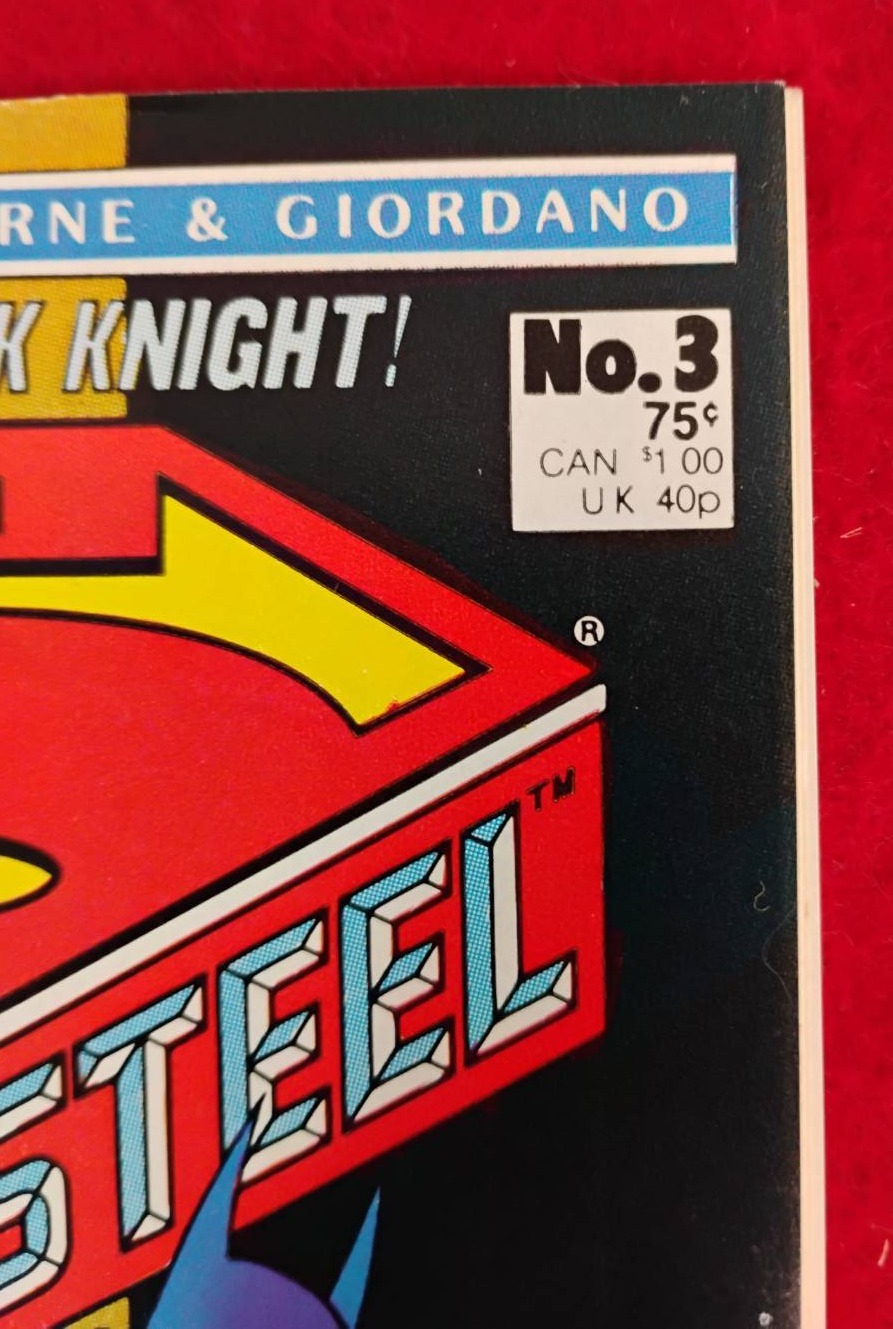 RNE & GIORDANO
K KNIGHT!
No.3
75¢
CAN $1 00
UK 40p
®
TM
STEEL